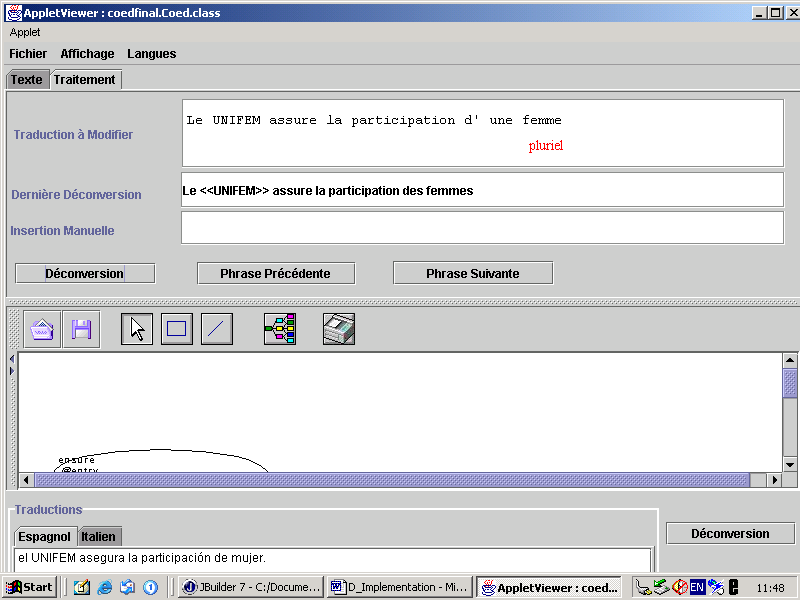 AppletViewer : coedfinal.Coed.class
Applet
Fichier Affichage Langues
Texte Traitement
Traduction à Modifier
Le UNIFEM assure la participation d' une femme
pluriel
Dernière Déconversion
Le <<UNIFEM>> assure la participation des femmes
Insertion Manuelle
Déconversion Phrase Précédente Phrase Suivante
ensure
@entry
Traductions
Espagnol Italien
Déconversion
el UNIFEM asegura la participación de mujer.
Start JBuilder 7 - C:/Docume... D_Implementation - Mi... AppletViewer : coed... EN 11:48